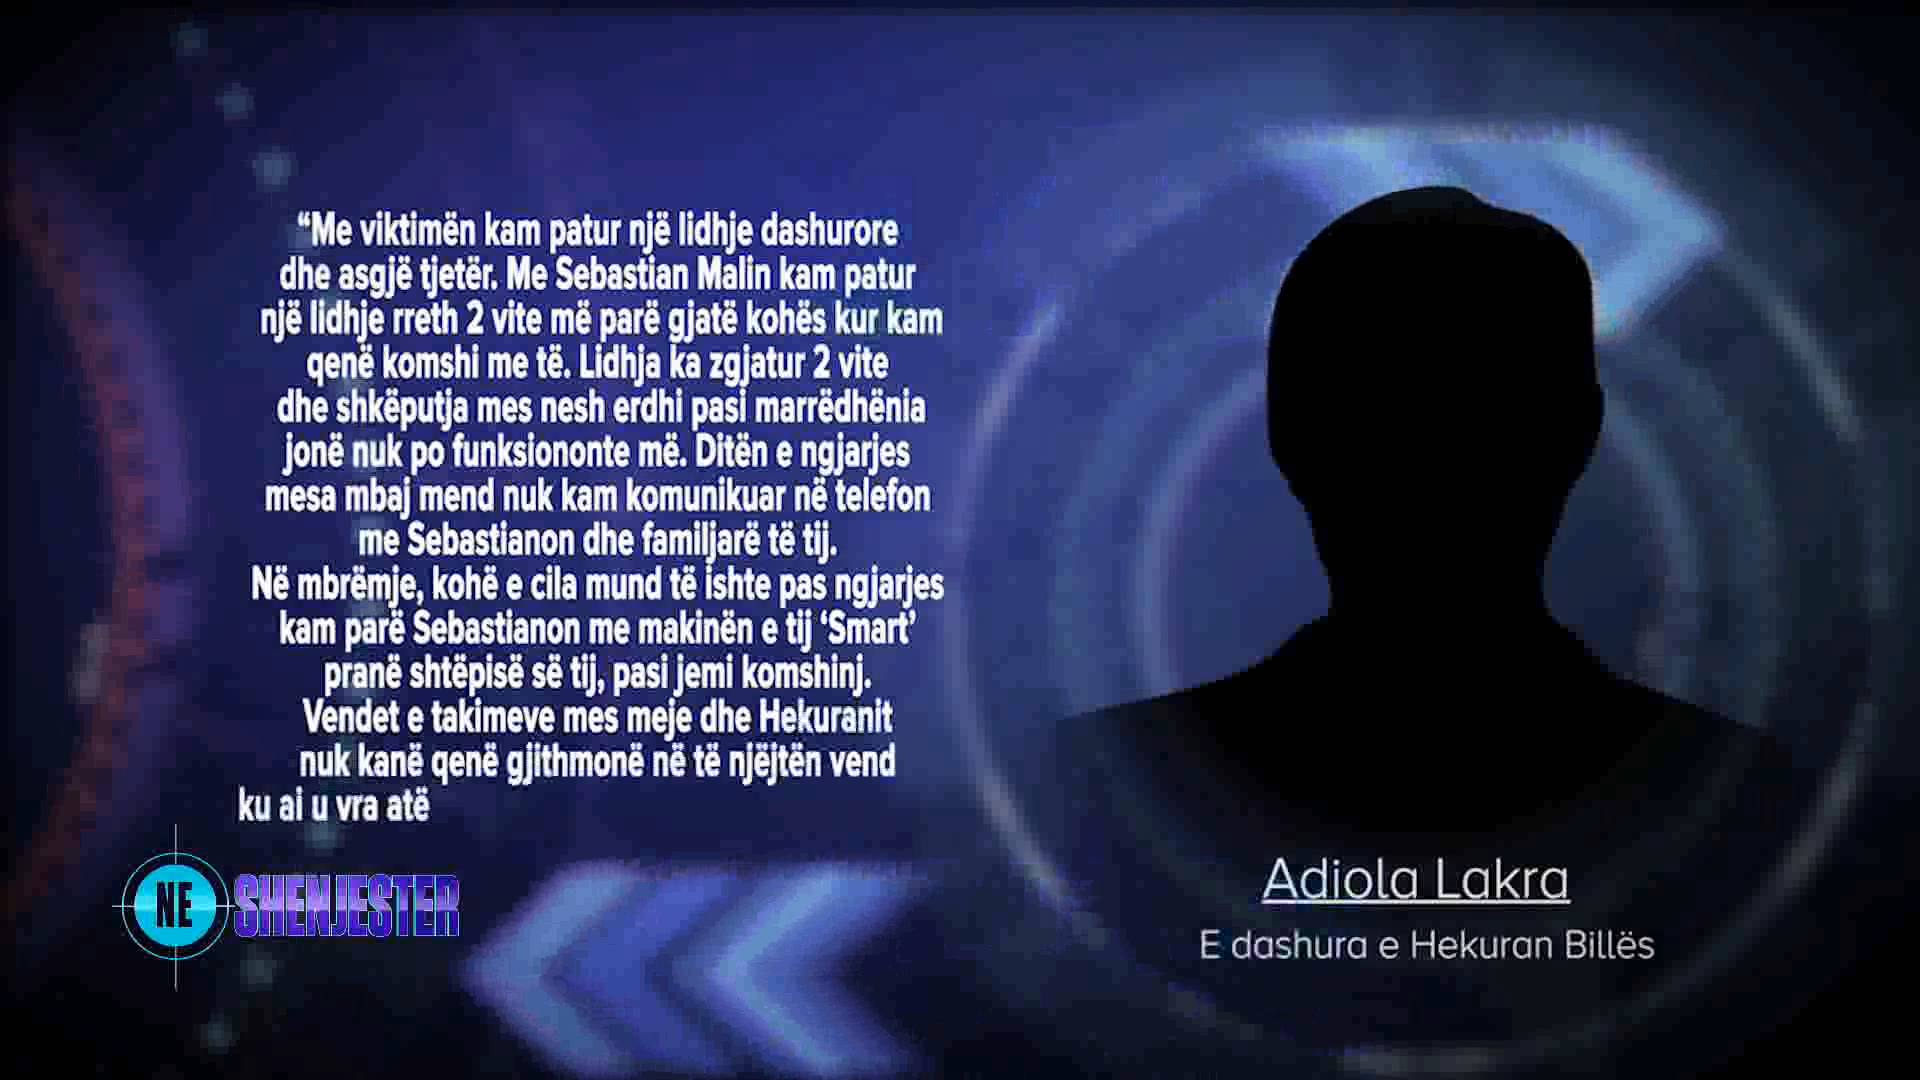 “Me viktimën kam patur një lidhje dashurore
dhe asgjë tjetër. Me Sebastian Malin kam patur
një lidhje rreth 2 vite më parë gjatë kohës kur kam
qenë komshi me të. Lidhja ka zgjatur 2 vite
dhe shkëputja mes nesh erdhi pasi marrëdhënia
jonë nuk po funksiononte më. Ditën e ngjarjes
mesa mbaj mend nuk kam komunikuar në telefon
me Sebastianon dhe familjarë të tij.
Në mbrëmje, kohë e cila mund të ishte pas ngjarjes
kam parë Sebastianon me makinën e tij ‘Smart’
pranë shtëpisë së tij, pasi jemi komshinj.
Vendet e takimeve mes meje dhe Hekuranit
nuk kanë qenë gjithmonë në të njëjtën vend
ku ai u vra atë
NE SHENJESTER
Adiola Lakra
E dashura e Hekuran Billës